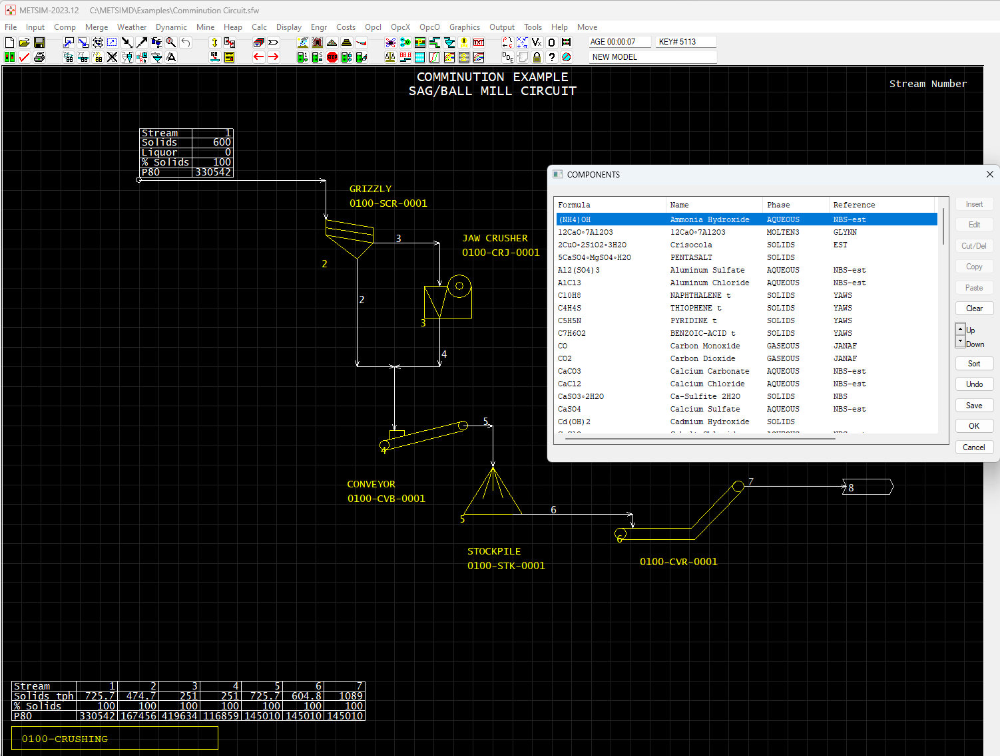 METSIM-2023.12 C:\METSIMD\Examples\Comminution Circuit.sfw
File Input Comp Merge Weather Dynamic Mine Heap Calc Display Engr Costs OpcI OpcX OpcO Graphics Output Tools Help Move
AGE 00:00:07 KEY# 5113
NEW MODEL
COMMINUTION EXAMPLE
SAG/BALL MILL CIRCUIT
Stream Number
Stream 1
Solids 600
Liquor 0
% Solids 100
P80 330542
GRIZZLY
0100-SCR-0001
2
3
JAW CRUSHER
0100-CRJ-0001
2
3
4
5
4
CONVEYOR
0100-CVB-0001
5
6
STOCKPILE
0100-STK-0001
7
8
6
0100-CVR-0001
COMPONENTS
Formula Name Phase Reference
(NH4)OH Ammonia Hydroxide AQUEOUS NBS-est
12CaO∘7Al2O3 12CaO∘7Al2O3 MOLTEN3 GLYNN
2CuO∘2SiO2∘3H2O Crisocola SOLIDS EST
5CaSO4∘MgSO4∘H2O PENTASALT SOLIDS
Al2(SO4)3 Aluminum Sulfate AQUEOUS NBS-est
AlCl3 Aluminum Chloride AQUEOUS NBS-est
C10H8 NAPHTHALENE t SOLIDS YAWS
C4H4S THIOPHENE t SOLIDS YAWS
C5H5N PYRIDINE t SOLIDS YAWS
C7H6O2 BENZOIC-ACID t SOLIDS YAWS
CO Carbon Monoxide GASEOUS JANAF
CO2 Carbon Dioxide GASEOUS JANAF
CaCO3 Calcium Carbonate AQUEOUS NBS-est
CaCl2 Calcium Chloride AQUEOUS NBS-est
CaSO3∘2H2O Ca-Sulfite 2H2O SOLIDS NBS
CaSO4 Calcium Sulfate AQUEOUS NBS-est
Cd(OH)2 Cadmium Hydroxide SOLIDS
Insert
Edit
Cut/Del
Copy
Paste
Clear
Up
Down
Sort
Undo
Save
OK
Cancel
Stream 1 2 3 4 5 6 7
Solids tph 725.7 474.7 251 251 725.7 604.8 1089
% Solids 100 100 100 100 100 100 100
P80 330542 167456 419634 116859 145010 145010 145010
0100-CRUSHING